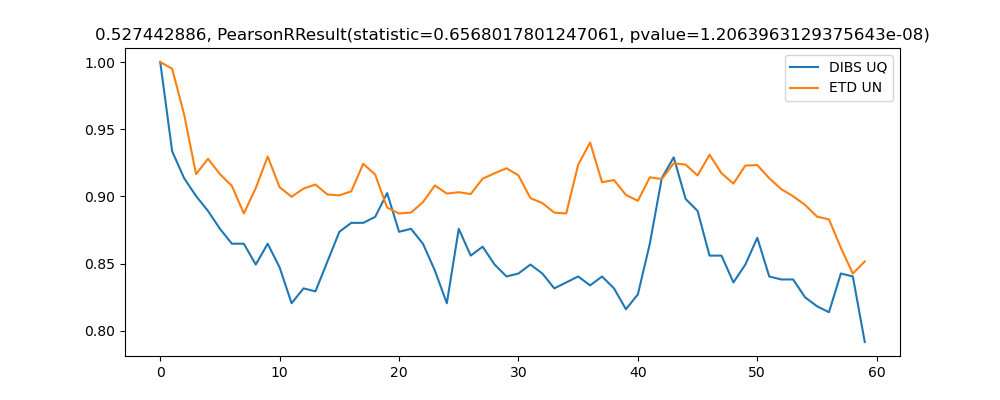 0.527442886, PearsonRResult(statistic=0.6568017801247061, pvalue=1.2063963129375643e-08)
DIBS UQ
ETD UN
1.00
0.95
0.90
0.85
0.80
0 10 20 30 40 50 60